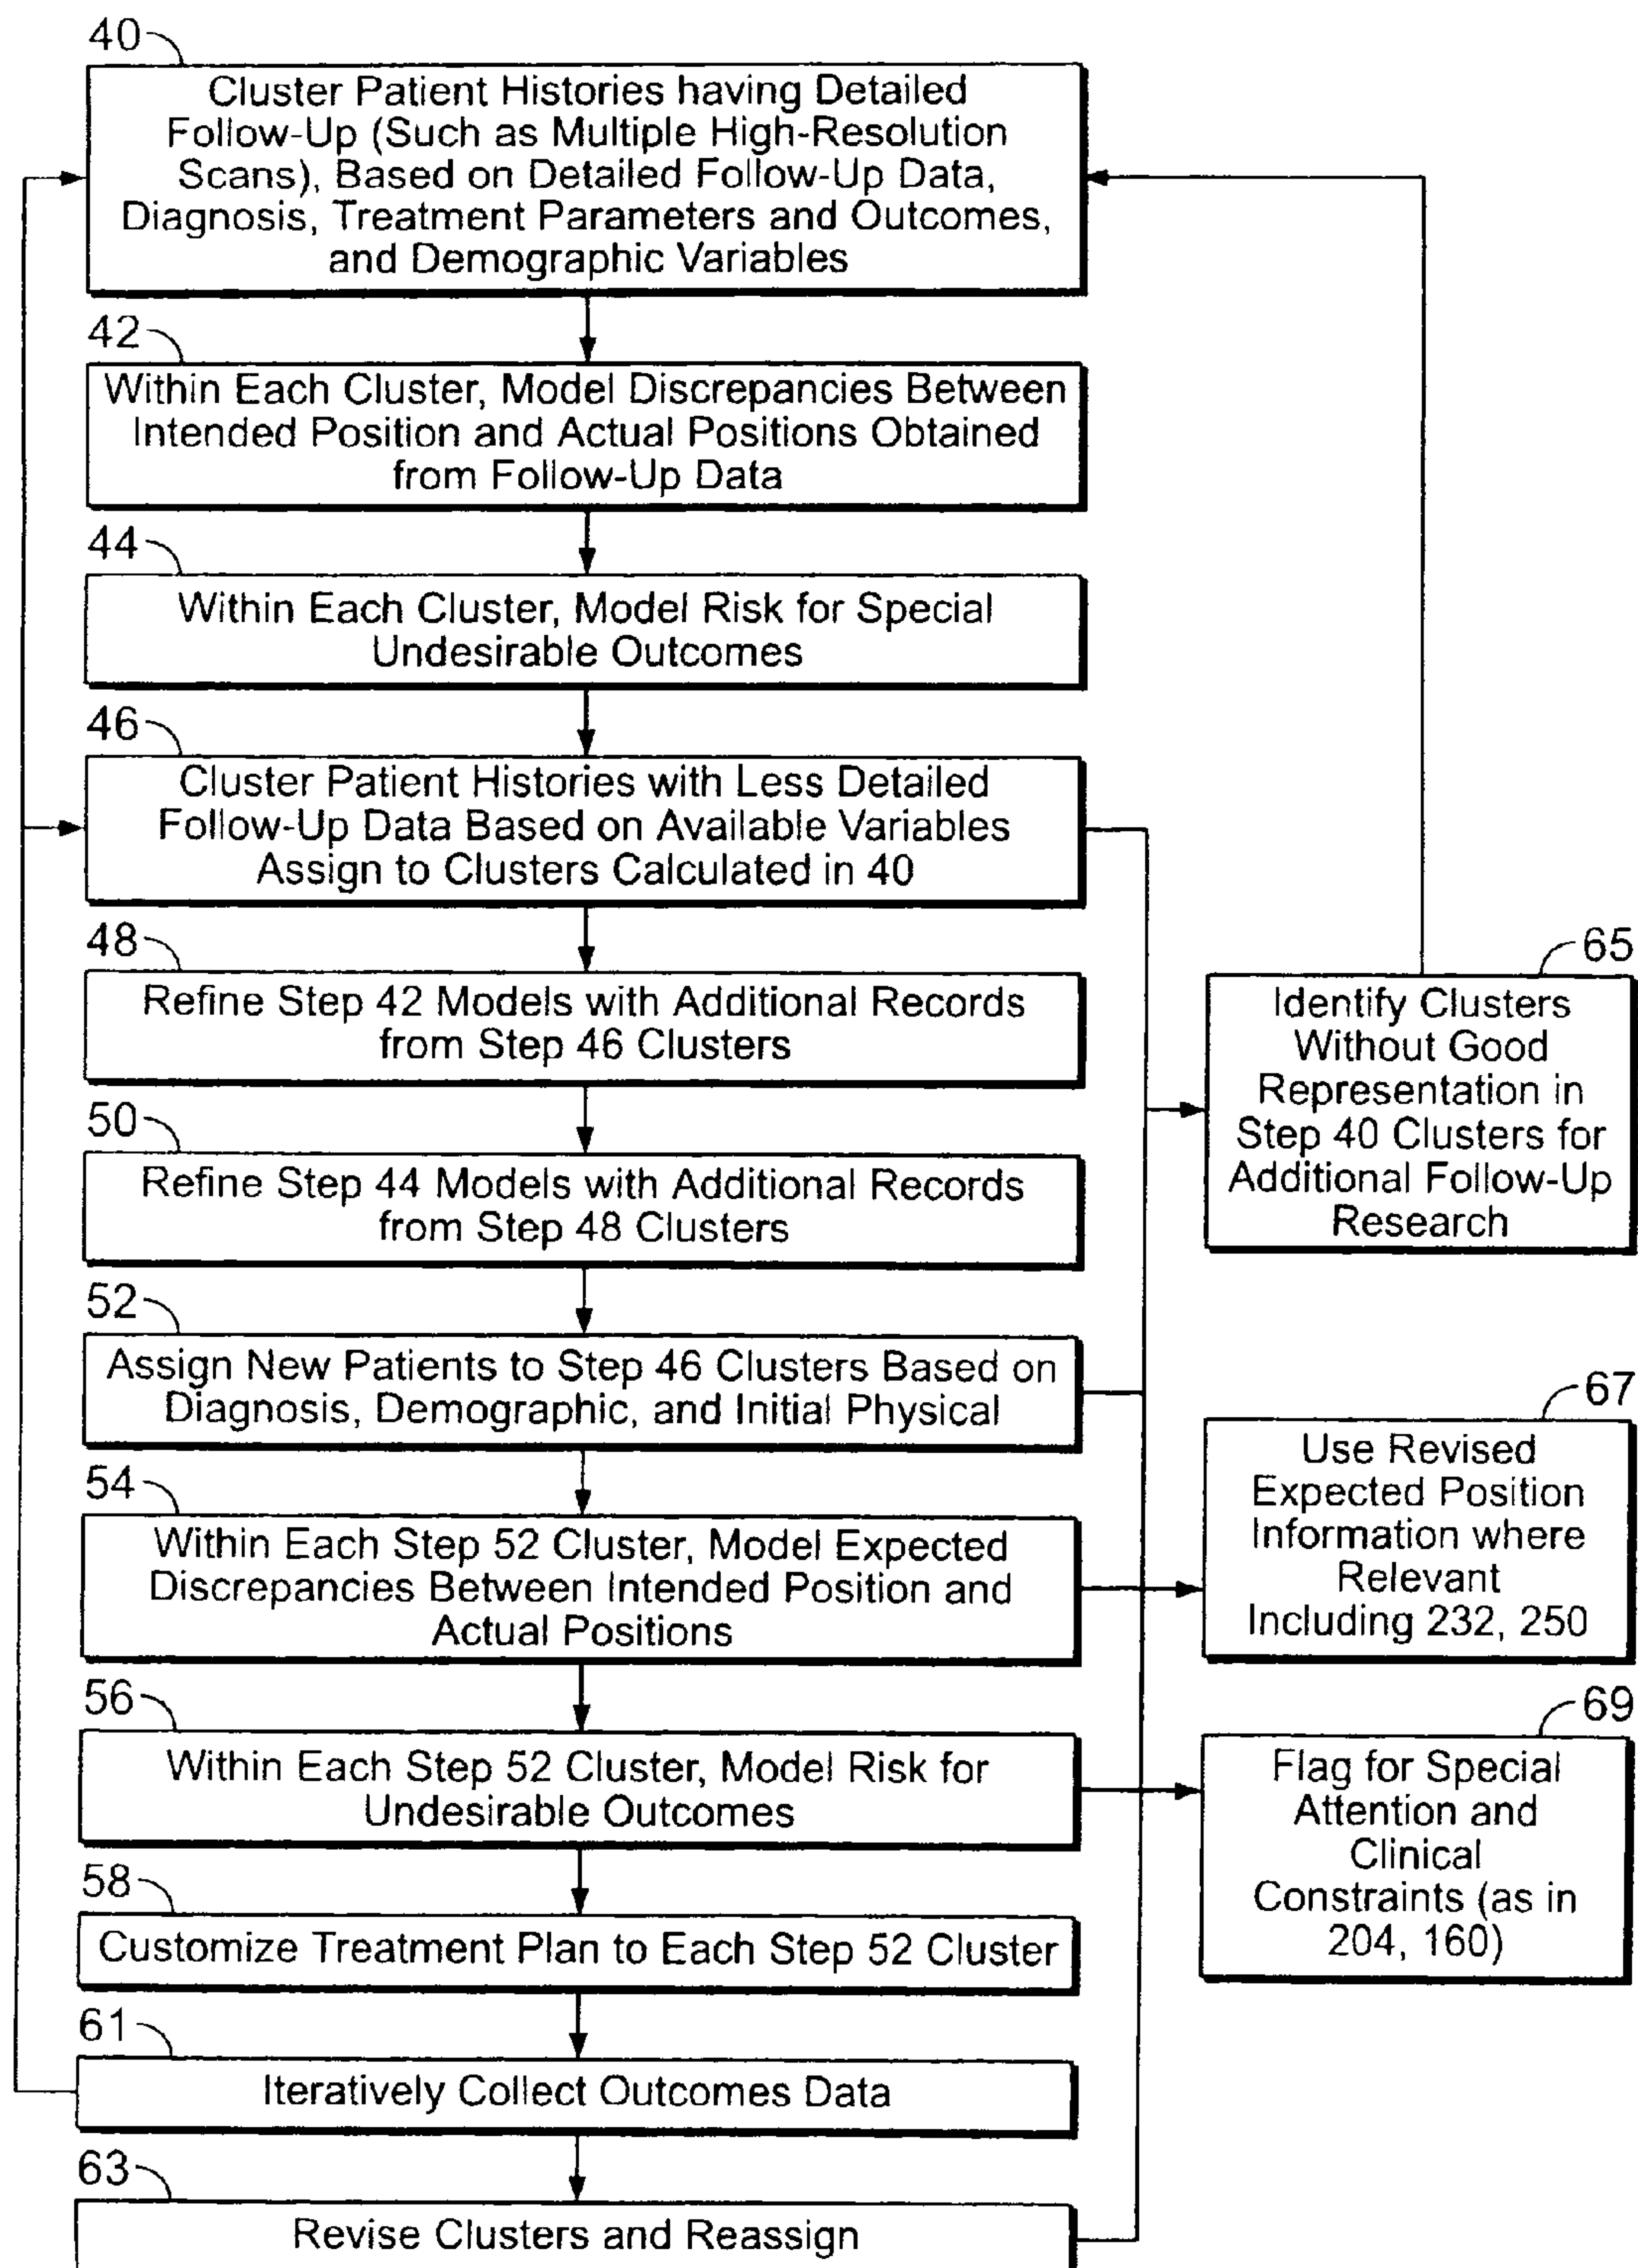 40
Cluster Patient Histories having Detailed
Follow-Up (Such as Multiple High-Resolution
Scans), Based on Detailed Follow-Up Data,
Diagnosis, Treatment Parameters and Outcomes,
and Demographic Variables
42
Within Each Cluster, Model Discrepancies Between
Intended Position and Actual Positions Obtained
from Follow-Up Data
44
Within Each Cluster, Model Risk for Special
Undesirable Outcomes
46
Cluster Patient Histories with Less Detailed
Follow-Up Data Based on Available Variables
Assign to Clusters Calculated in 40
48
Refine Step 42 Models with Additional Records
from Step 46 Clusters
50
Refine Step 44 Models with Additional Records
from Step 48 Clusters
52
Assign New Patients to Step 46 Clusters Based on
Diagnosis, Demographic, and Initial Physical
54
Within Each Step 52 Cluster, Model Expected
Discrepancies Between Intended Position and
Actual Positions
56
Within Each Step 52 Cluster, Model Risk for
Undesirable Outcomes
58
Customize Treatment Plan to Each Step 52 Cluster
61
Iteratively Collect Outcomes Data
63
Revise Clusters and Reassign
65
Identify Clusters
Without Good
Representation in
Step 40 Clusters for
Additional Follow-Up
Research
67
Use Revised
Expected Position
Information where
Relevant
Including 232, 250
69
Flag for Special
Attention and
Clinical
Constraints (as in
204, 160)